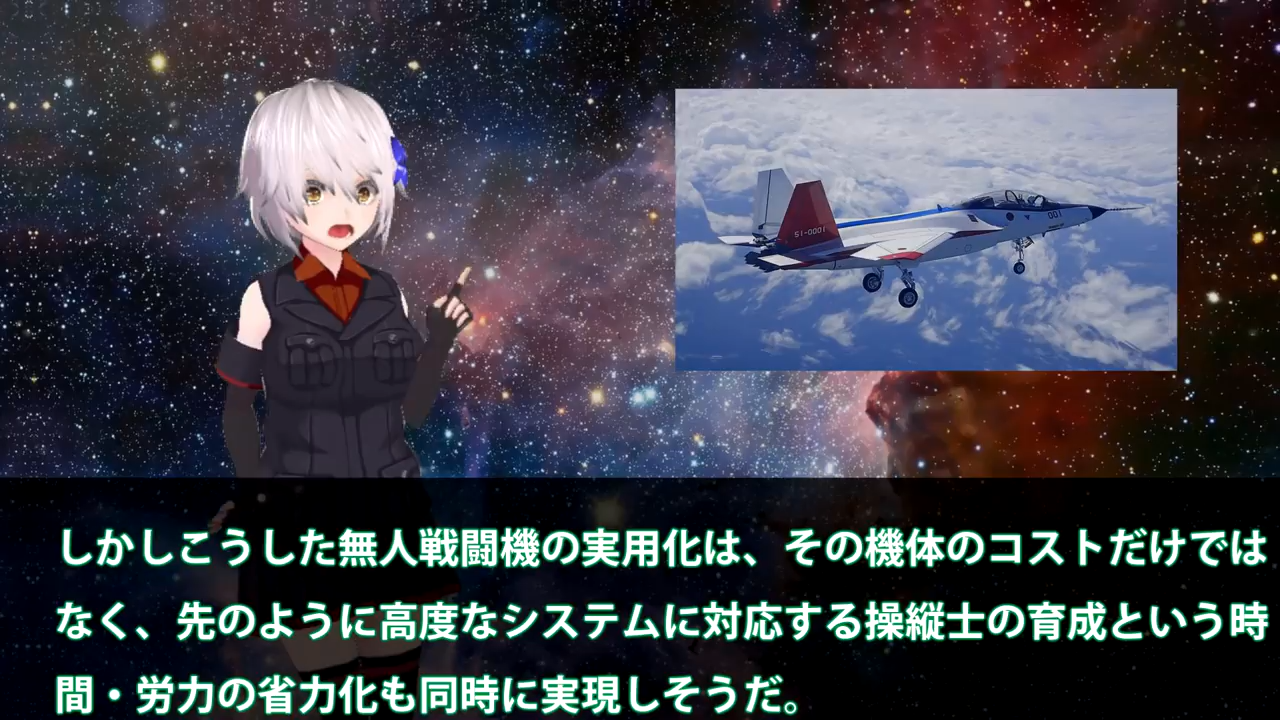 001
51-0001
しかしこうした無人戦闘機の実用化は、その機体のコストだけでは
なく、先のように高度なシステムに対応する操縦士の育成という時
間・労力の省力化も同時に実現しそうだ。